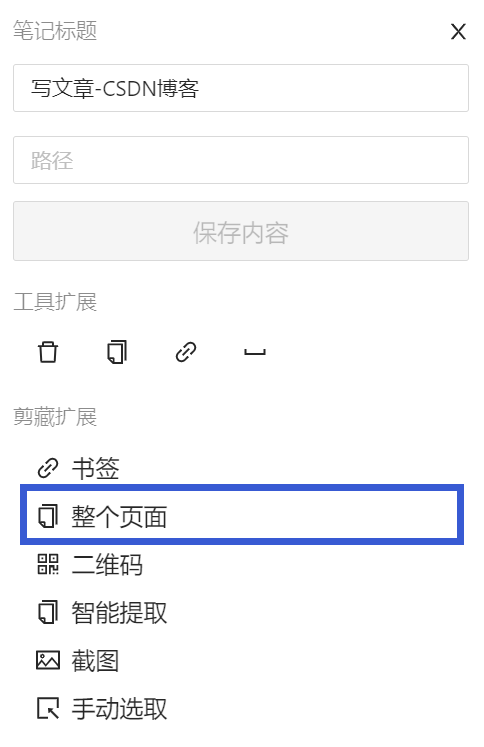 笔记标题
写文章-CSDN博客
路径
保存内容
工具扩展
剪藏扩展
书签
整个页面
二维码
智能提取
截图
手动选取